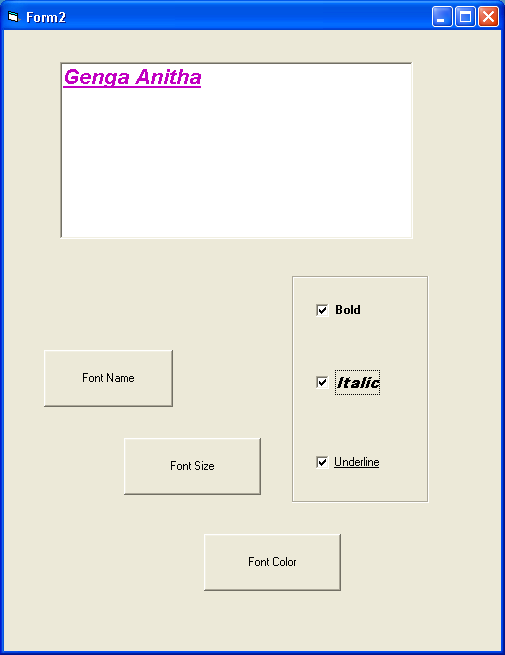 Form2
Genga Anitha
Bold
Font Name
Italic
Font Size
Underline
Font Color